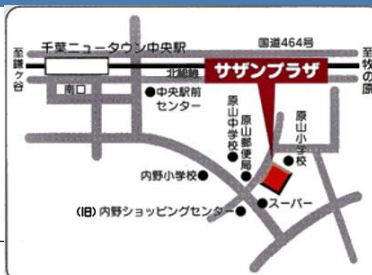 千葉ニュータウン中央駅
国道464号
至鎌ヶ谷
北総線
サザンプラザ
至牧の原
南口
中央駅前
センター
原山中学校
原山郵便局
原山小学校
内野小学校
スーパー
(旧)内野ショッピングセンター